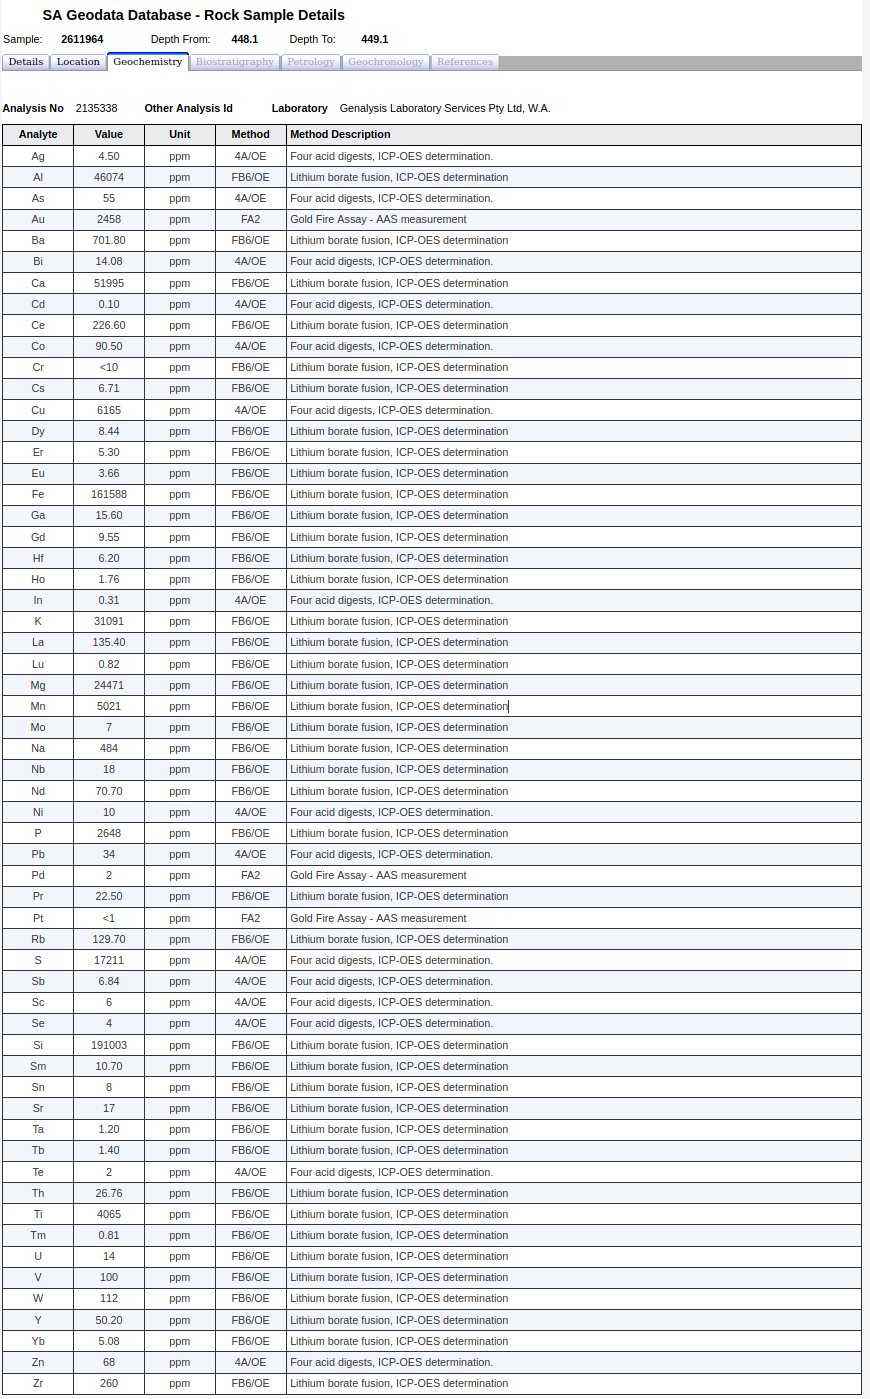 SA Geodata Database - Rock Sample Details
Sample: 2611964 Depth From: 448.1 Depth To: 449.1
Details Location Geochemistry Biostratigraphy Petrology Geochronology References
Analysis No 2135338 Other Analysis Id Laboratory Genalysis Laboratory Services Pty Ltd, W.A.
Analyte Value Unit Method Method Description
Ag 4.50 ppm 4A/OE Four acid digests, ICP-OES determination.
Al 46074 ppm FB6/OE Lithium borate fusion, ICP-OES determination
As 55 ppm 4A/OE Four acid digests, ICP-OES determination.
Au 2458 ppm FA2 Gold Fire Assay - AAS measurement
Ba 701.80 ppm FB6/OE Lithium borate fusion, ICP-OES determination
Bi 14.08 ppm 4A/OE Four acid digests, ICP-OES determination.
Ca 51995 ppm FB6/OE Lithium borate fusion, ICP-OES determination
Cd 0.10 ppm 4A/OE Four acid digests, ICP-OES determination.
Ce 226.60 ppm FB6/OE Lithium borate fusion, ICP-OES determination
Co 90.50 ppm 4A/OE Four acid digests, ICP-OES determination.
Cr <10 ppm FB6/OE Lithium borate fusion, ICP-OES determination
Cs 6.71 ppm FB6/OE Lithium borate fusion, ICP-OES determination
Cu 6165 ppm 4A/OE Four acid digests, ICP-OES determination.
Dy 8.44 ppm FB6/OE Lithium borate fusion, ICP-OES determination
Er 5.30 ppm FB6/OE Lithium borate fusion, ICP-OES determination
Eu 3.66 ppm FB6/OE Lithium borate fusion, ICP-OES determination
Fe 161588 ppm FB6/OE Lithium borate fusion, ICP-OES determination
Ga 15.60 ppm FB6/OE Lithium borate fusion, ICP-OES determination
Gd 9.55 ppm FB6/OE Lithium borate fusion, ICP-OES determination
Hf 6.20 ppm FB6/OE Lithium borate fusion, ICP-OES determination
Ho 1.76 ppm FB6/OE Lithium borate fusion, ICP-OES determination
In 0.31 ppm 4A/OE Four acid digests, ICP-OES determination.
K 31091 ppm FB6/OE Lithium borate fusion, ICP-OES determination
La 135.40 ppm FB6/OE Lithium borate fusion, ICP-OES determination
Lu 0.82 ppm FB6/OE Lithium borate fusion, ICP-OES determination
Mg 24471 ppm FB6/OE Lithium borate fusion, ICP-OES determination
Mn 5021 ppm FB6/OE Lithium borate fusion, ICP-OES determination
Mo 7 ppm FB6/OE Lithium borate fusion, ICP-OES determination
Na 484 ppm FB6/OE Lithium borate fusion, ICP-OES determination
Nb 18 ppm FB6/OE Lithium borate fusion, ICP-OES determination
Nd 70.70 ppm FB6/OE Lithium borate fusion, ICP-OES determination
Ni 10 ppm 4A/OE Four acid digests, ICP-OES determination.
P 2648 ppm FB6/OE Lithium borate fusion, ICP-OES determination
Pb 34 ppm 4A/OE Four acid digests, ICP-OES determination.
Pd 2 ppm FA2 Gold Fire Assay - AAS measurement
Pr 22.50 ppm FB6/OE Lithium borate fusion, ICP-OES determination
Pt <1 ppm FA2 Gold Fire Assay - AAS measurement
Rb 129.70 ppm FB6/OE Lithium borate fusion, ICP-OES determination
S 17211 ppm 4A/OE Four acid digests, ICP-OES determination.
Sb 6.84 ppm 4A/OE Four acid digests, ICP-OES determination.
Sc 6 ppm 4A/OE Four acid digests, ICP-OES determination.
Se 4 ppm 4A/OE Four acid digests, ICP-OES determination.
Si 191003 ppm FB6/OE Lithium borate fusion, ICP-OES determination
Sm 10.70 ppm FB6/OE Lithium borate fusion, ICP-OES determination
Sn 8 ppm FB6/OE Lithium borate fusion, ICP-OES determination
Sr 17 ppm FB6/OE Lithium borate fusion, ICP-OES determination
Ta 1.20 ppm FB6/OE Lithium borate fusion, ICP-OES determination
Tb 1.40 ppm FB6/OE Lithium borate fusion, ICP-OES determination
Te 2 ppm 4A/OE Four acid digests, ICP-OES determination.
Th 26.76 ppm FB6/OE Lithium borate fusion, ICP-OES determination
Ti 4065 ppm FB6/OE Lithium borate fusion, ICP-OES determination
Tm 0.81 ppm FB6/OE Lithium borate fusion, ICP-OES determination
U 14 ppm FB6/OE Lithium borate fusion, ICP-OES determination
V 100 ppm FB6/OE Lithium borate fusion, ICP-OES determination
W 112 ppm FB6/OE Lithium borate fusion, ICP-OES determination
Y 50.20 ppm FB6/OE Lithium borate fusion, ICP-OES determination
Yb 5.08 ppm FB6/OE Lithium borate fusion, ICP-OES determination
Zn 68 ppm 4A/OE Four acid digests, ICP-OES determination.
Zr 260 ppm FB6/OE Lithium borate fusion, ICP-OES determination